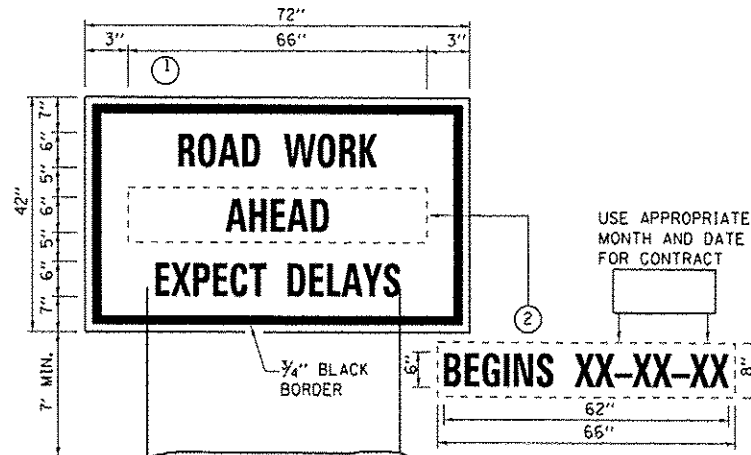 72"
3" 66" 3"
1
42"
7"
6"
5"
6"
5"
6"
7"
ROAD WORK
AHEAD
EXPECT DELAYS
USE APPROPRIATE
MONTH AND DATE
FOR CONTRACT
2
7' MIN.
3/4" BLACK
BORDER
6"
BEGINS XX-XX-XX
8"
62"
66"